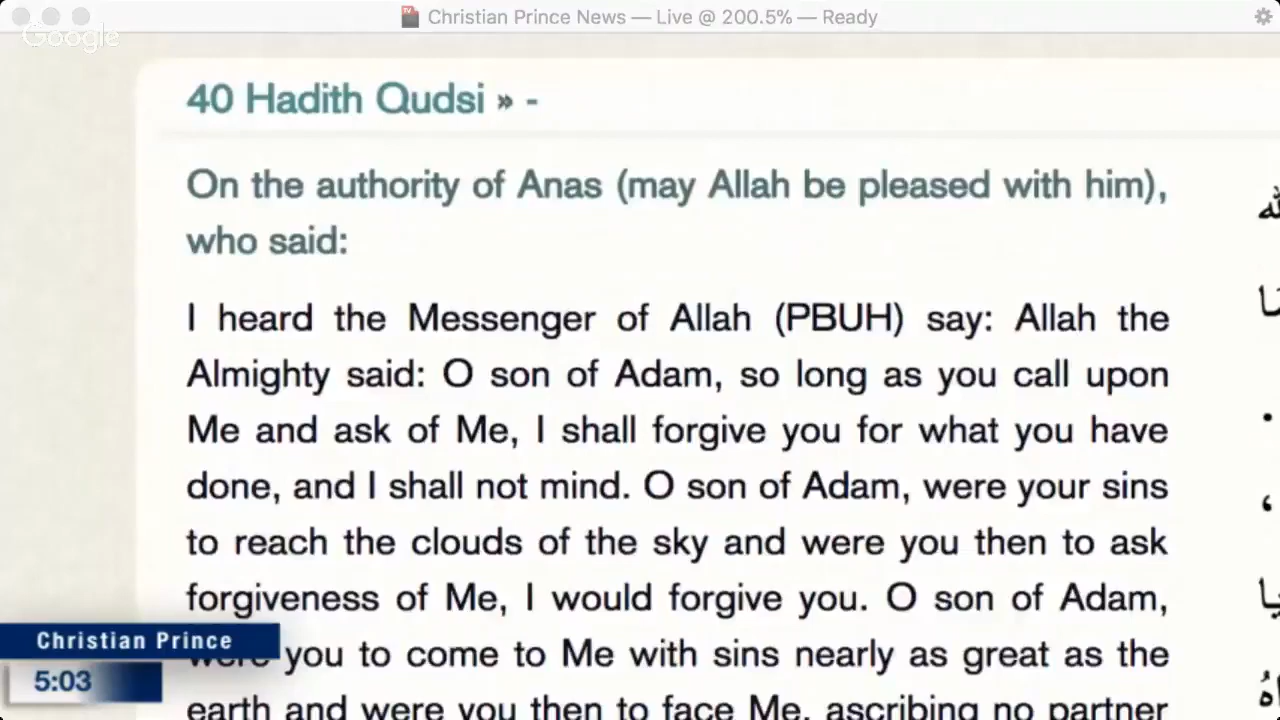 Christian Prince News — Live @ 200.5% — Ready
Google
40 Hadith Qudsi » -
On the authority of Anas (may Allah be pleased with him),
who said:
I heard the Messenger of Allah (PBUH) say: Allah the
Almighty said: O son of Adam, so long as you call upon
Me and ask of Me, I shall forgive you for what you have
done, and I shall not mind. O son of Adam, were your sins
to reach the clouds of the sky and were you then to ask
forgiveness of Me, I would forgive you. O son of Adam,
Christian Prince
were you to come to Me with sins nearly as great as the
5:03
earth and were you then to face Me, ascribing no partner